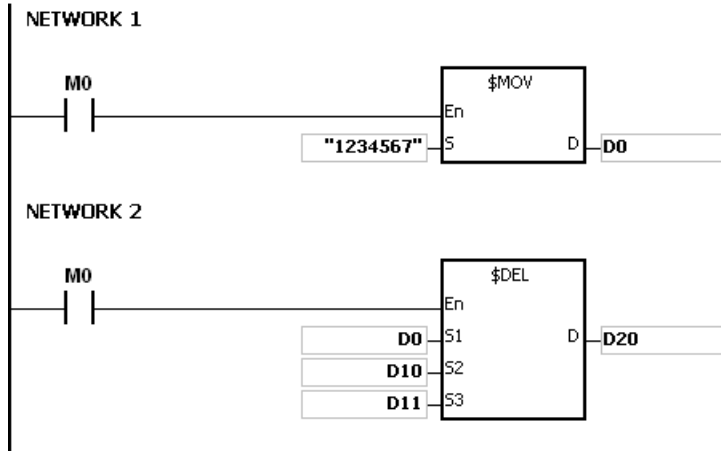 NETWORK 1
M0
$MOV
En
"1234567" S D D0
NETWORK 2
M0
$DEL
En
D0 S1 D D20
D10 S2
D11 S3